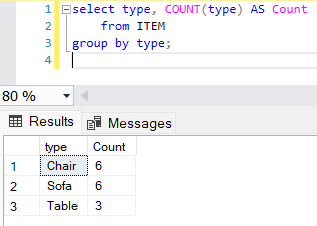 1 select type, COUNT(type) AS Count
2 from ITEM
3 group by type;
4
80 %
Results Messages
type Count
1 Chair 6
2 Sofa 6
3 Table 3